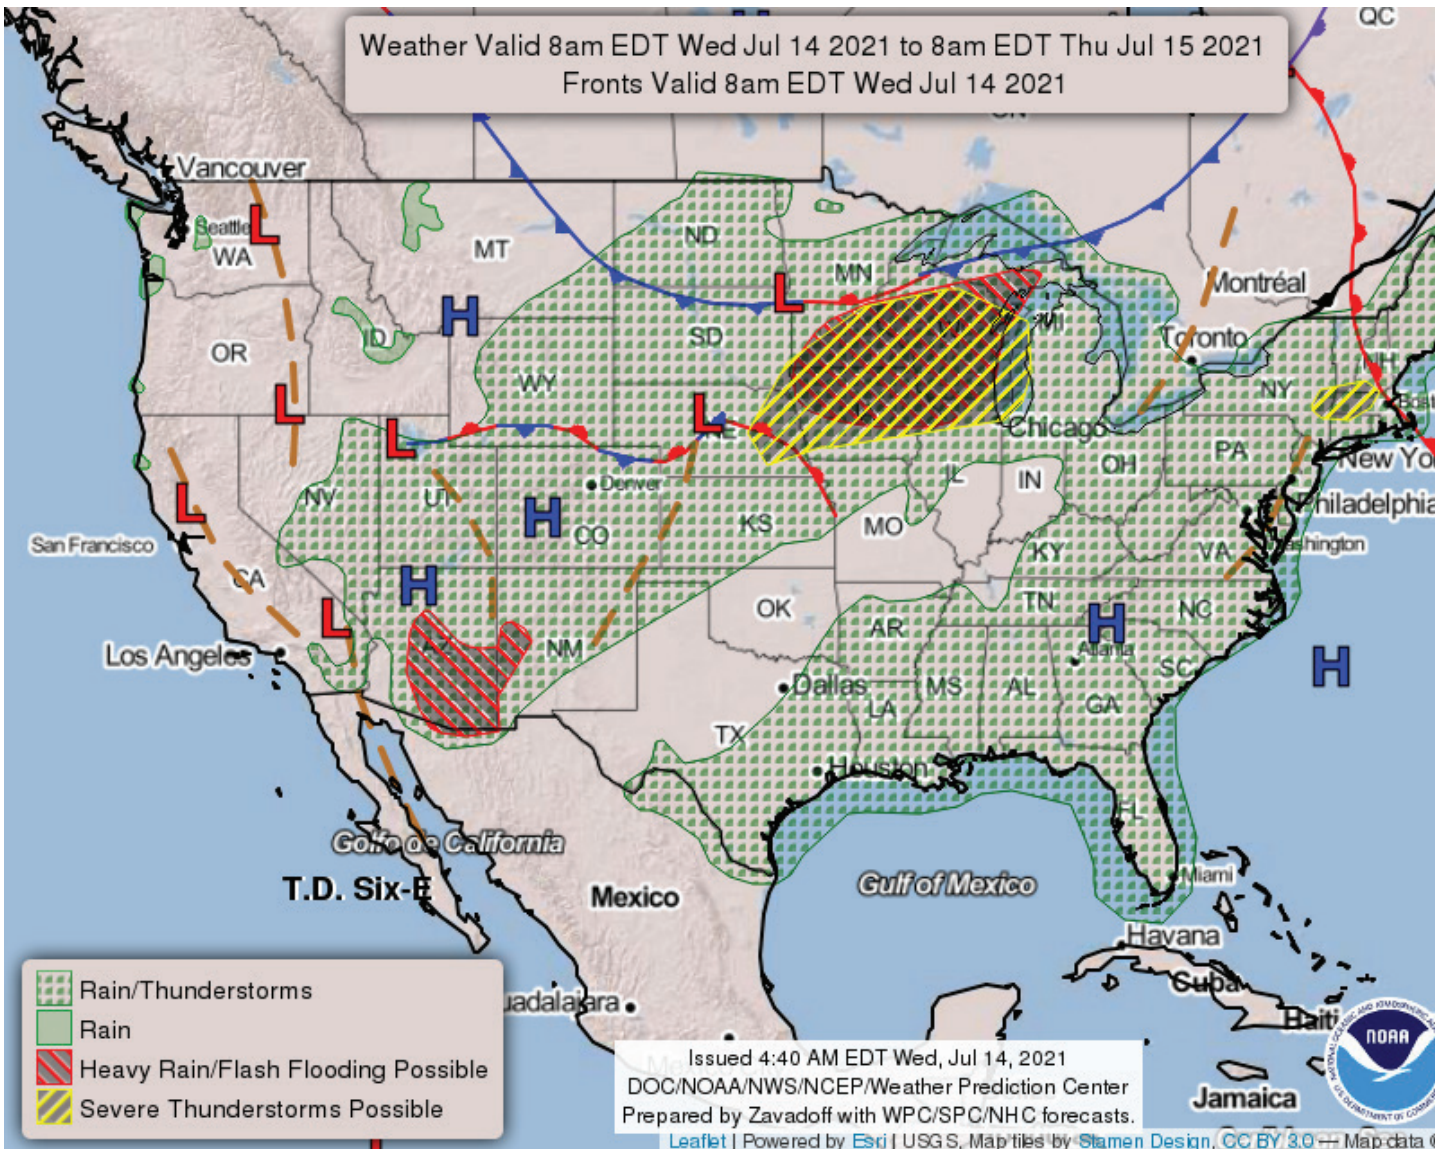 Weather Valid 8am EDT Wed Jul 14 2021 to 8am EDT Thu Jul 15 2021
Fronts Valid 8am EDT Wed Jul 14 2021
QC
Vancouver
Seattle
WA
MT
ND
MN
Montréal
H
L
OR
ID
SD
WY
MI
Toronto
NY
NH
L
L
L
NE
Chicago
PA
New Yo
OH
IL
IN
L
NV
UT
Denver
H
CO
KS
MO
Philadelphia
San Francisco
CA
KY
VA
ashington
H
L
OK
TN
NC
AR
H
Atlanta
Los Angeles
AZ
NM
Dallas
MS
AL
GA
SC
H
LA
TX
Houston
FL
Golfo de California
T.D. Six-E
Mexico
Gulf of Mexico
Miami
Havana
Cuba
Haiti
uadalajara
Mexico City
Jamaica
Rain/Thunderstorms
Rain
Heavy Rain/Flash Flooding Possible
Severe Thunderstorms Possible
Issued 4:40 AM EDT Wed, Jul 14, 2021
DOC/NOAA/NWS/NCEP/Weather Prediction Center
Prepared by Zavadoff with WPC/SPC/NHC forecasts.
NOAA
Leaflet | Powered by Esri | USGS, Map tiles by Stamen Design, CC BY 3.0 — Map data ©